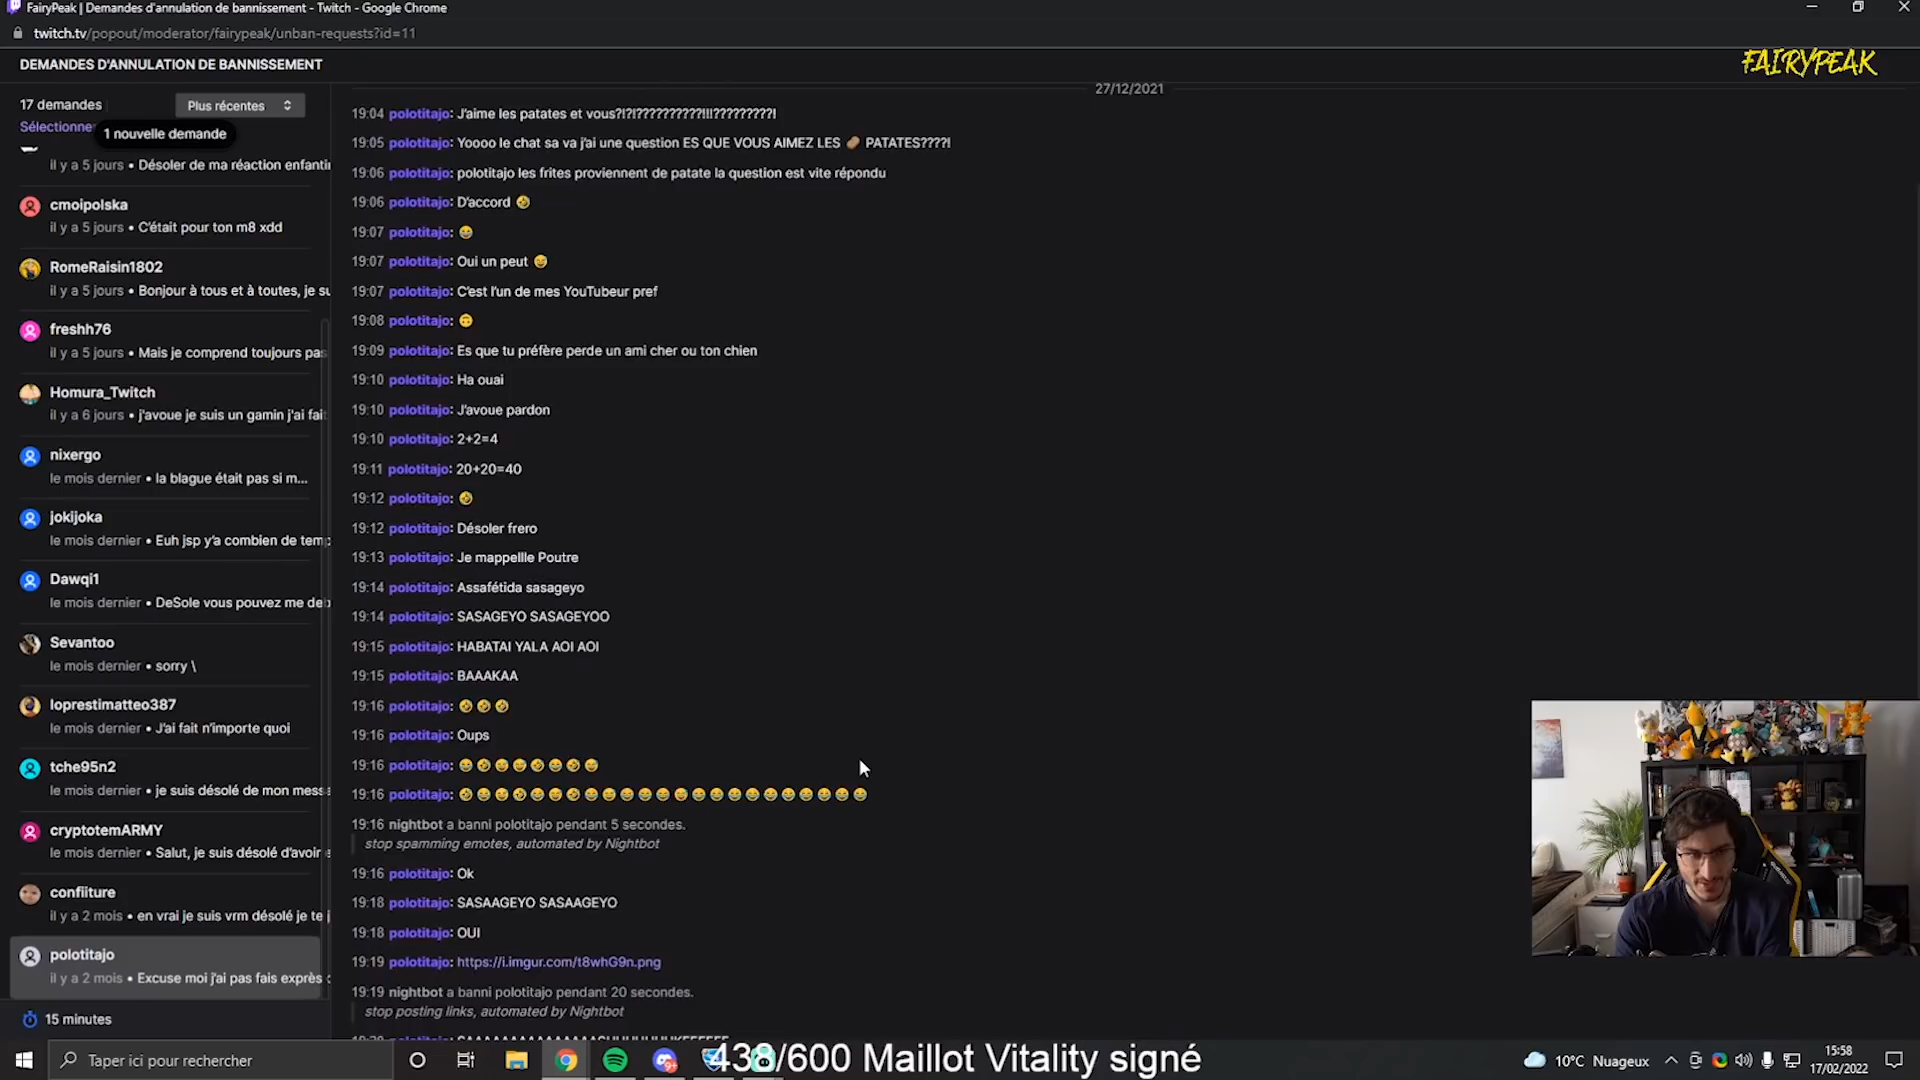 FairyPeak | Demandes d'annulation de bannissement - Twitch - Google Chrome
twitch.tv/popout/moderator/fairypeak/unban-requests?id=11
DEMANDES D'ANNULATION DE BANNISSEMENT
FAIRYPEAK
17 demandes
Plus récentes
Sélectionne
1 nouvelle demande
il y a 5 jours • Désoler de ma réaction enfantin
cmoipolska
il y a 5 jours • C'était pour ton m8 xdd
RomeRaisin1802
il y a 5 jours • Bonjour à tous et à toutes, je su
freshh76
il y a 5 jours • Mais je comprend toujours pas
Homura_Twitch
il y a 6 jours • j'avoue je suis un gamin j'ai fait
nixergo
le mois dernier • la blague était pas si m...
jokijoka
le mois dernier • Euh jsp y'a combien de temp
Dawqi1
le mois dernier • DeSole vous pouvez me deb
Sevantoo
le mois dernier • sorry \
loprestimatteo387
le mois dernier • J'ai fait n'importe quoi
tche95n2
le mois dernier • je suis désolé de mon messa
cryptotemARMY
le mois dernier • Salut, je suis désolé d'avoir e
confiiture
il y a 2 mois • en vrai je suis vrm désolé je te j
polotitajo
il y a 2 mois • Excuse moi j'ai pas fais exprès
15 minutes
27/12/2021
19:04 polotitajo: J'aime les patates et vous?!?!??????????!!!?????????!
19:05 polotitajo: Yoooo le chat sa va j'ai une question ES QUE VOUS AIMEZ LES 🥔 PATATES????!
19:06 polotitajo: polotitajo les frites proviennent de patate la question est vite répondu
19:06 polotitajo: D'accord 🤣
19:07 polotitajo: 😂
19:07 polotitajo: Oui un peut 😅
19:07 polotitajo: C'est l'un de mes YouTubeur pref
19:08 polotitajo: 🙃
19:09 polotitajo: Es que tu préfère perde un ami cher ou ton chien
19:10 polotitajo: Ha ouai
19:10 polotitajo: J'avoue pardon
19:10 polotitajo: 2+2=4
19:11 polotitajo: 20+20=40
19:12 polotitajo: 🤣
19:12 polotitajo: Désoler frero
19:13 polotitajo: Je mappellle Poutre
19:14 polotitajo: Assafétida sasageyo
19:14 polotitajo: SASAGEYO SASAGEYOO
19:15 polotitajo: HABATAI YALA AOI AOI
19:15 polotitajo: BAAAKAA
19:16 polotitajo: 🤣 🤣 🤣
19:16 polotitajo: Oups
19:16 polotitajo: 😂 🤣 😅 😅 🤣 😂 🤣 😅
19:16 polotitajo: 🤣 😂 😅 🤣 😂 😅 🤣 😂 😅 😂 😂 😂 😅 😂 😂 😂 😂 😂 😂 😂 😂 😂 😂
19:16 nightbot a banni polotitajo pendant 5 secondes.
stop spamming emotes, automated by Nightbot
19:16 polotitajo: Ok
19:18 polotitajo: SASAAGEYO SASAAGEYO
19:18 polotitajo: OUI
19:19 polotitajo: https://i.imgur.com/t8whG9n.png
19:19 nightbot a banni polotitajo pendant 20 secondes.
stop posting links, automated by Nightbot
Taper ici pour rechercher
438/600 Maillot Vitality signé
10°C Nuageux
15:58
17/02/2022